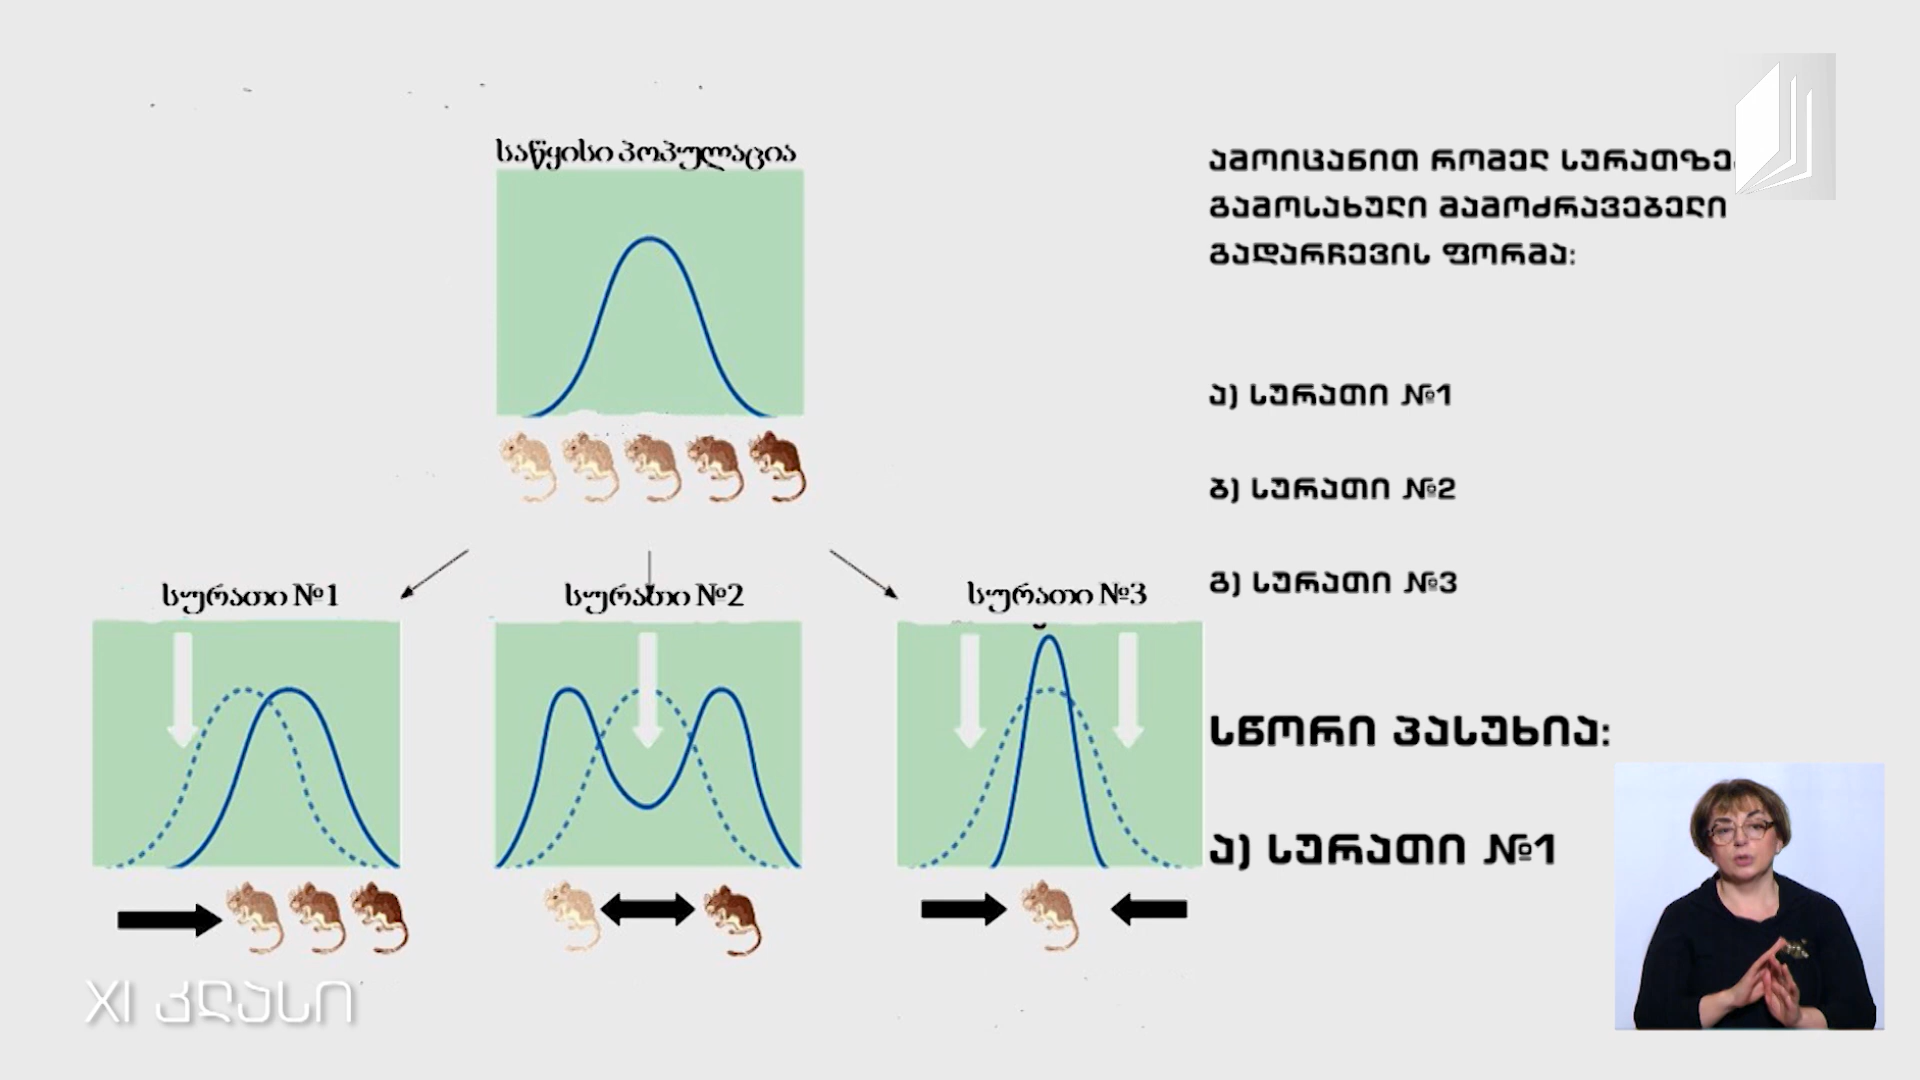 საწყისი პოპულაცია
სურათი №1
სურათი №2
სურათი №3
ამოიცანით რომელ სურათზეა
გამოსახული მამოძრავებელი
გადარჩევის ფორმა:
ა) სურათი №1
ბ) სურათი №2
გ) სურათი №3
სწორი პასუხია:
ა) სურათი №1
XI კლასი